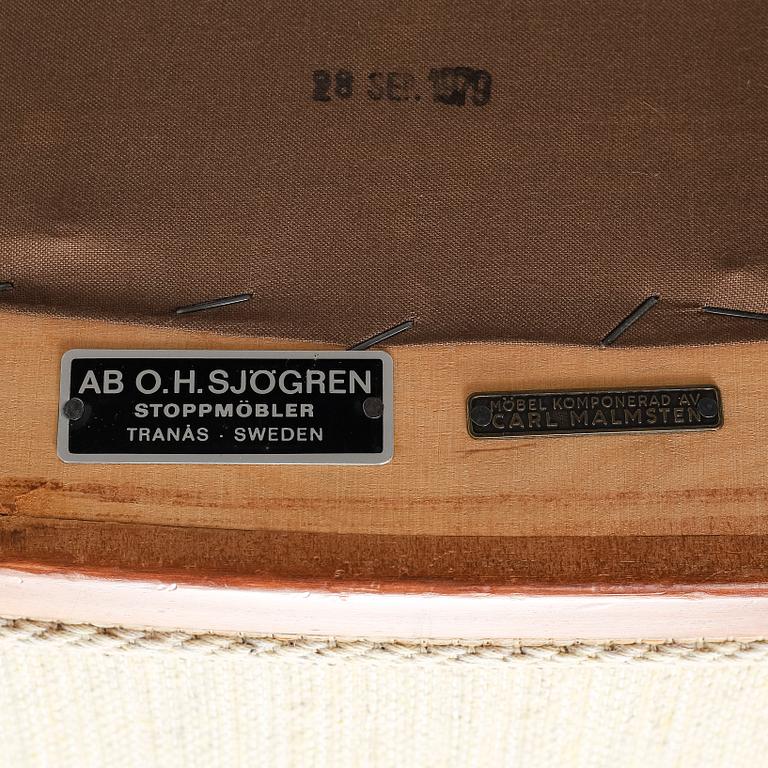 28 SEP. 1979
AB O.H. SJÖGREN
STOPPMÖBLER
TRANÅS · SWEDEN
MÖBEL KOMPONERAD AV
CARL MALMSTEN